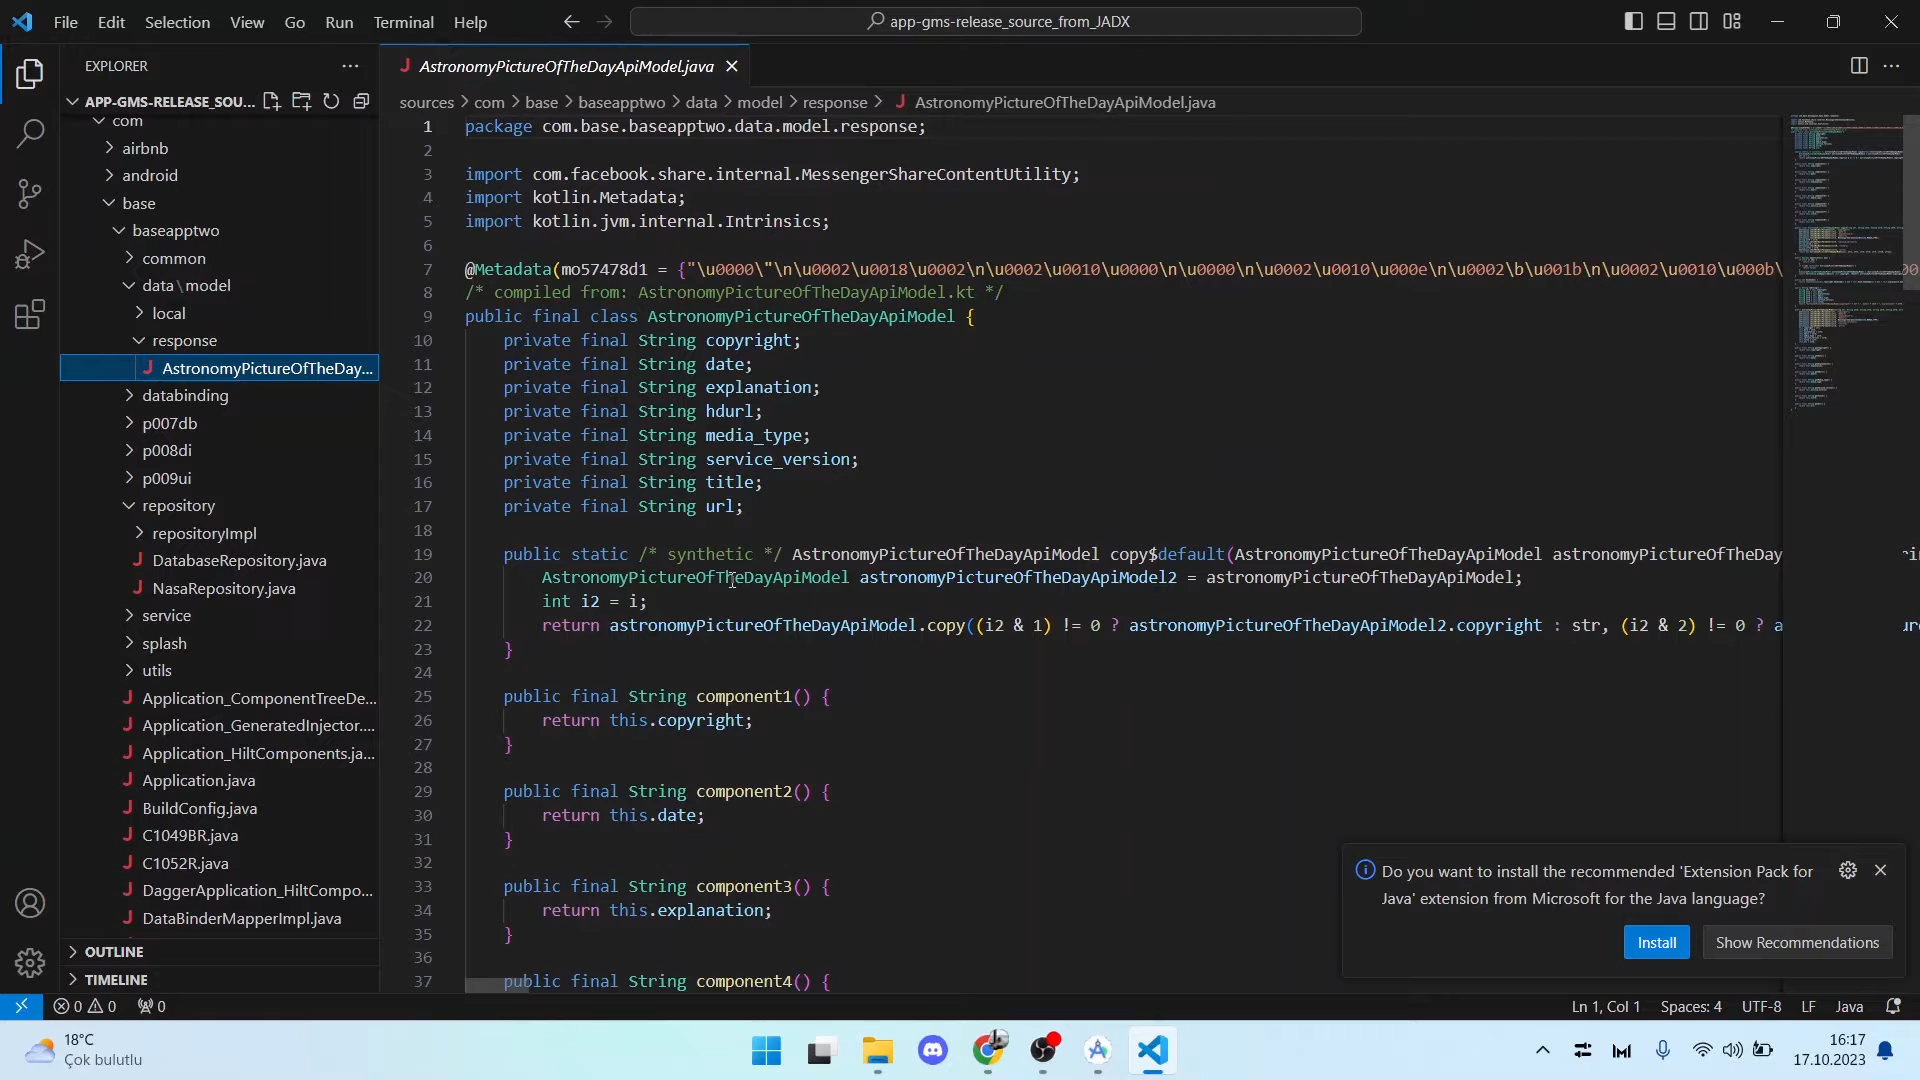 File Edit Selection View Go Run Terminal Help
app-gms-release_source_from_JADX
EXPLORER
APP-GMS-RELEASE_SOU...
com
airbnb
android
base
baseapptwo
common
data\model
local
response
AstronomyPictureOfTheDay...
databinding
p007db
p008di
p009ui
repository
repositoryImpl
DatabaseRepository.java
NasaRepository.java
service
splash
utils
Application_ComponentTreeDe...
Application_GeneratedInjector....
Application_HiltComponents.ja...
Application.java
BuildConfig.java
C1049BR.java
C1052R.java
DaggerApplication_HiltCompo...
DataBinderMapperImpl.java
OUTLINE
TIMELINE
AstronomyPictureOfTheDayApiModel.java
sources > com > base > baseapptwo > data > model > response > AstronomyPictureOfTheDayApiModel.java
1 package com.base.baseapptwo.data.model.response;
2
3 import com.facebook.share.internal.MessengerShareContentUtility;
4 import kotlin.Metadata;
5 import kotlin.jvm.internal.Intrinsics;
6
7 @Metadata(mo57478d1 = {"\u0000\"\n\u0002\u0018\u0002\n\u0002\u0010\u0000\n\u0000\n\u0002\u0010\u000e\n\u0002\b\u001b\n\u0002\u0010\u000b\
8 /* compiled from: AstronomyPictureOfTheDayApiModel.kt */
9 public final class AstronomyPictureOfTheDayApiModel {
10 private final String copyright;
11 private final String date;
12 private final String explanation;
13 private final String hdurl;
14 private final String media_type;
15 private final String service_version;
16 private final String title;
17 private final String url;
18
19 public static /* synthetic */ AstronomyPictureOfTheDayApiModel copy$default(AstronomyPictureOfTheDayApiModel astronomyPictureOfTheDay
20 AstronomyPictureOfTheDayApiModel astronomyPictureOfTheDayApiModel2 = astronomyPictureOfTheDayApiModel;
21 int i2 = i;
22 return astronomyPictureOfTheDayApiModel.copy((i2 & 1) != 0 ? astronomyPictureOfTheDayApiModel2.copyright : str, (i2 & 2) != 0 ? a
23 }
24
25 public final String component1() {
26 return this.copyright;
27 }
28
29 public final String component2() {
30 return this.date;
31 }
32
33 public final String component3() {
34 return this.explanation;
35 }
36
37 public final String component4() {
Do you want to install the recommended 'Extension Pack for
Java' extension from Microsoft for the Java language?
Install Show Recommendations
0 0 0
Ln 1, Col 1 Spaces: 4 UTF-8 LF Java
18°C
Çok bulutlu
16:17
17.10.2023